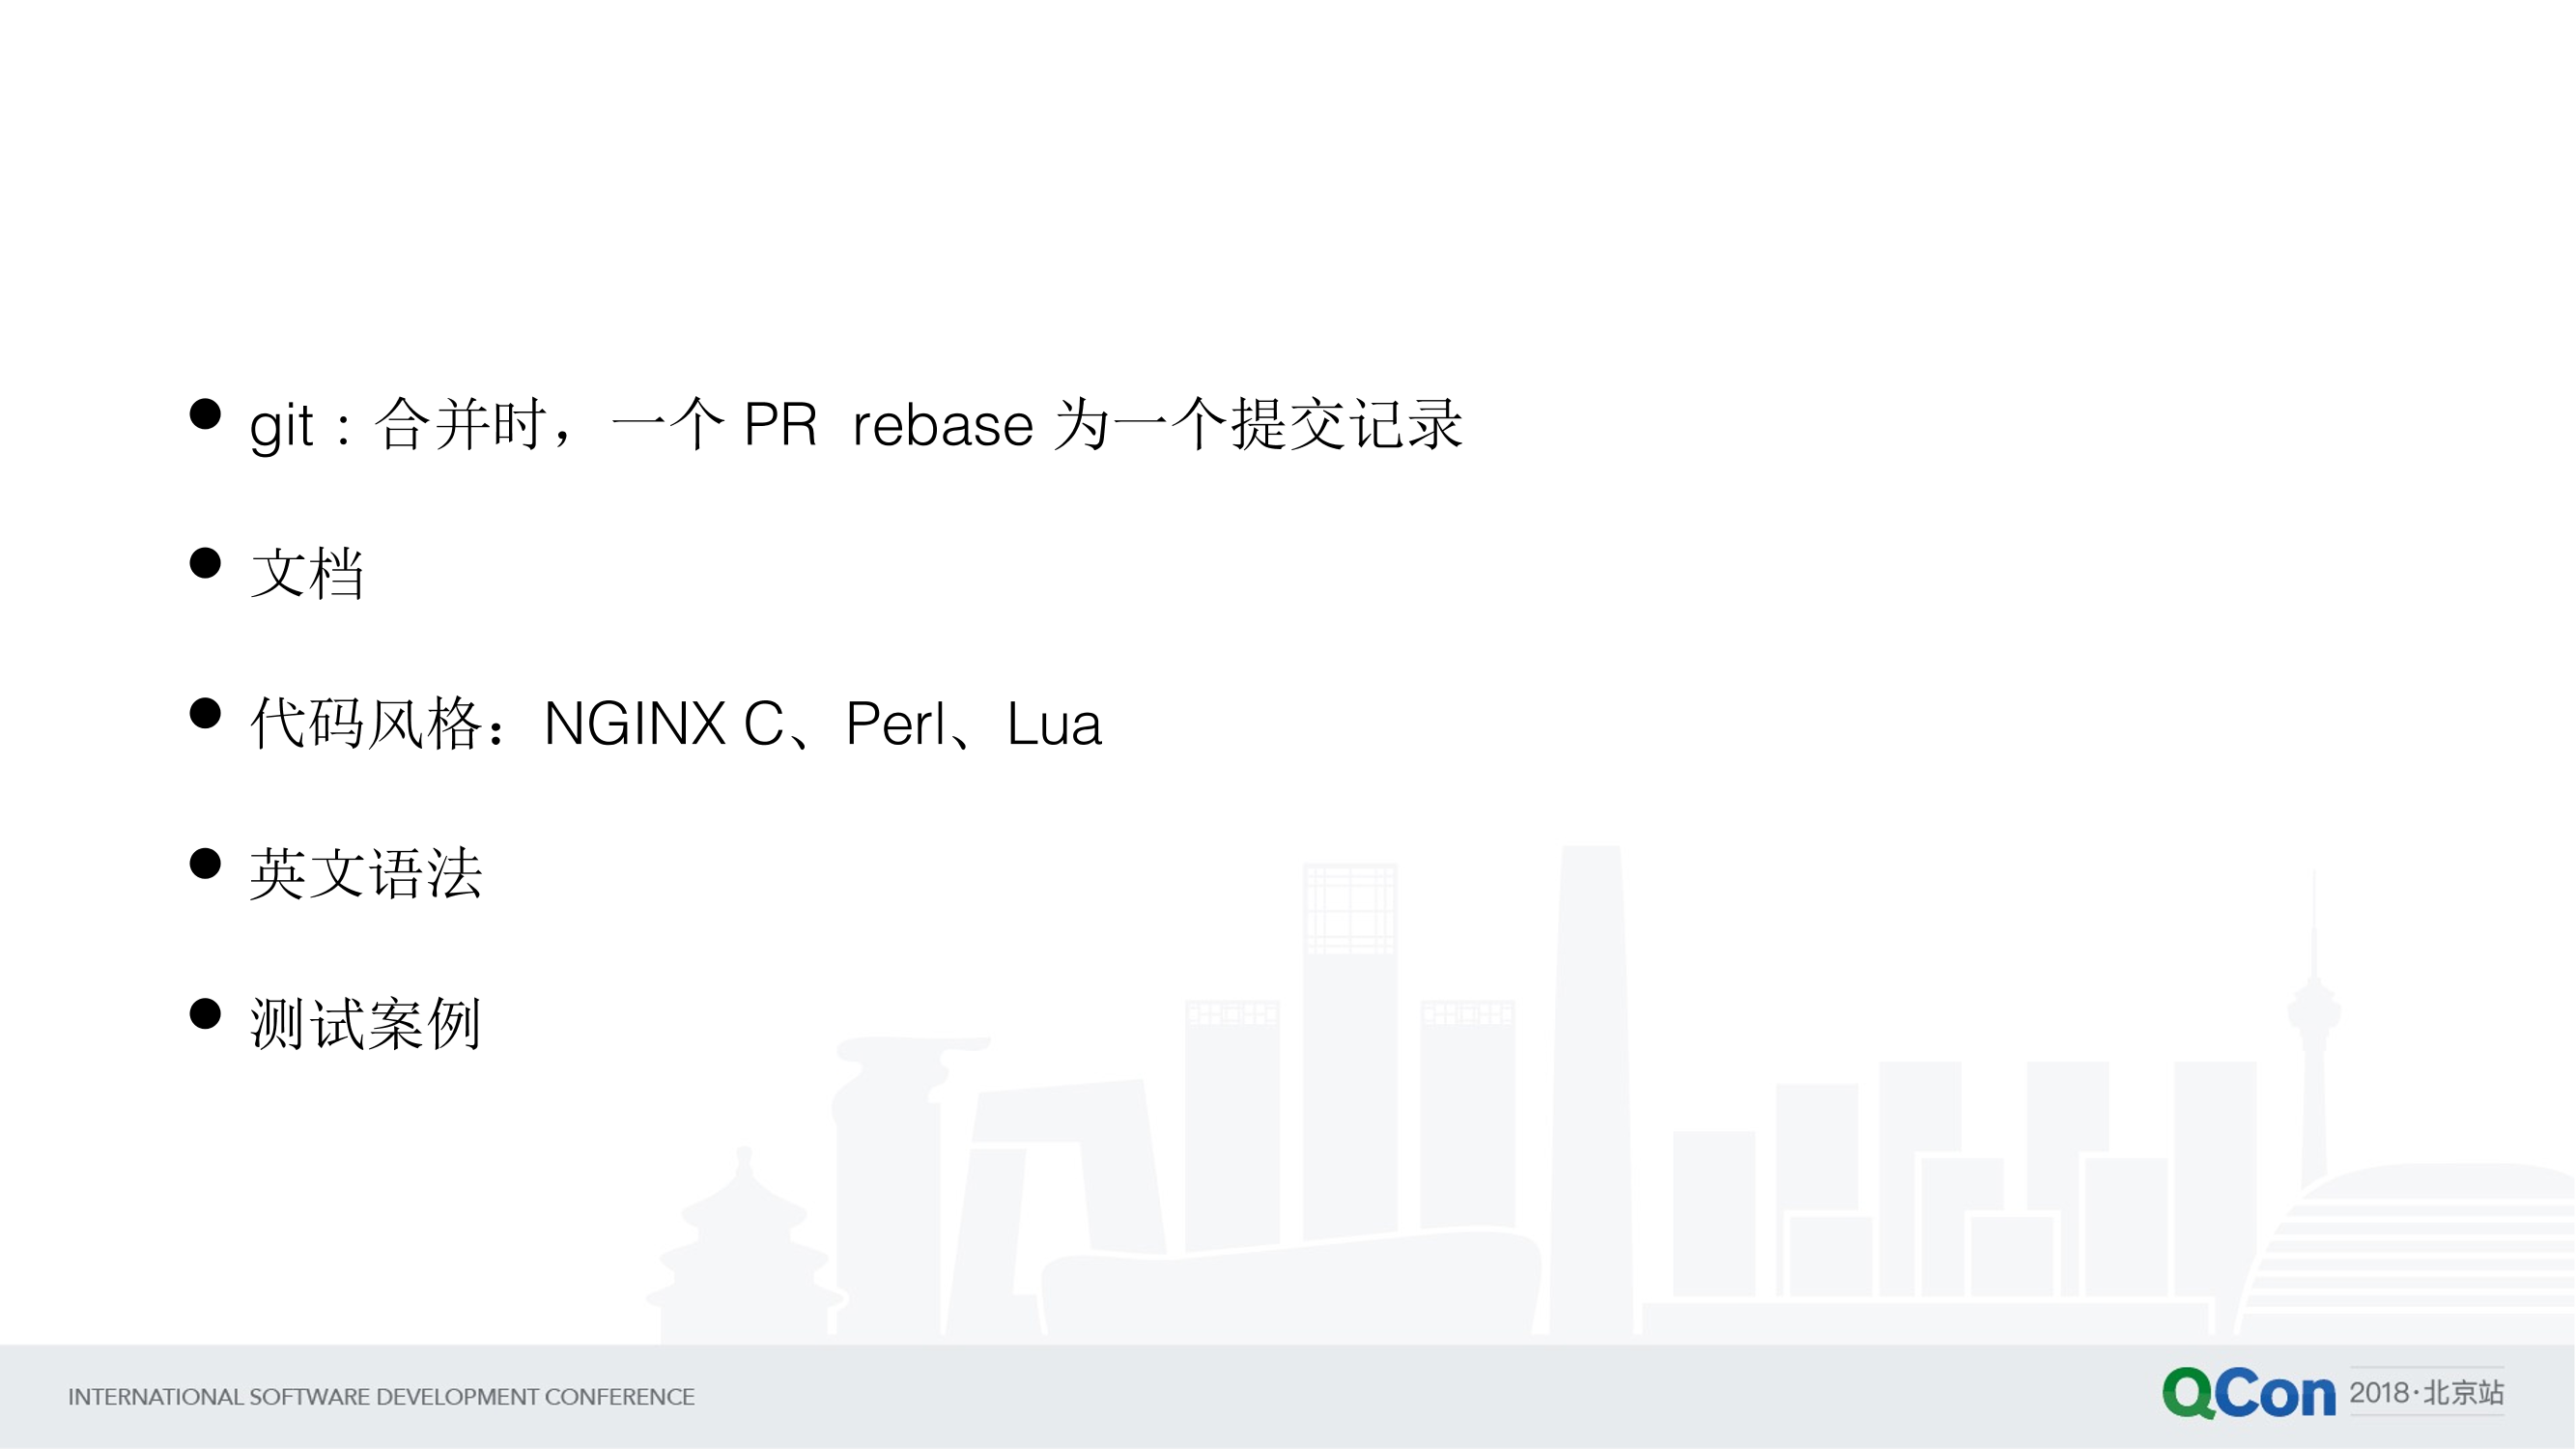 ● git：合并时，一个 PR  rebase 为一个提交记录
● 文档
● 代码风格：NGINX C、Perl、Lua
● 英文语法
● 测试案例
INTERNATIONAL SOFTWARE DEVELOPMENT CONFERENCE
QCon 2018·北京站